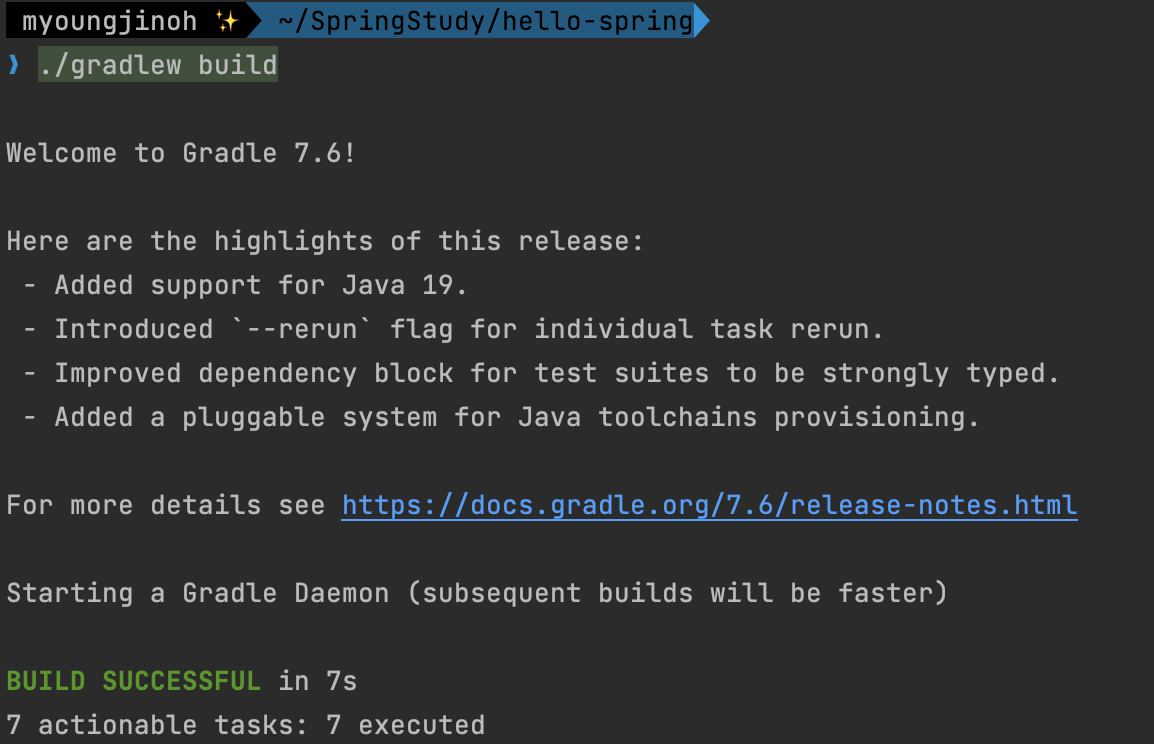 myoungjinoh ✨ ~/SpringStudy/hello-spring
❯ ./gradlew build
Welcome to Gradle 7.6!
Here are the highlights of this release:
- Added support for Java 19.
- Introduced `--rerun` flag for individual task rerun.
- Improved dependency block for test suites to be strongly typed.
- Added a pluggable system for Java toolchains provisioning.
For more details see https://docs.gradle.org/7.6/release-notes.html
Starting a Gradle Daemon (subsequent builds will be faster)
BUILD SUCCESSFUL in 7s
7 actionable tasks: 7 executed